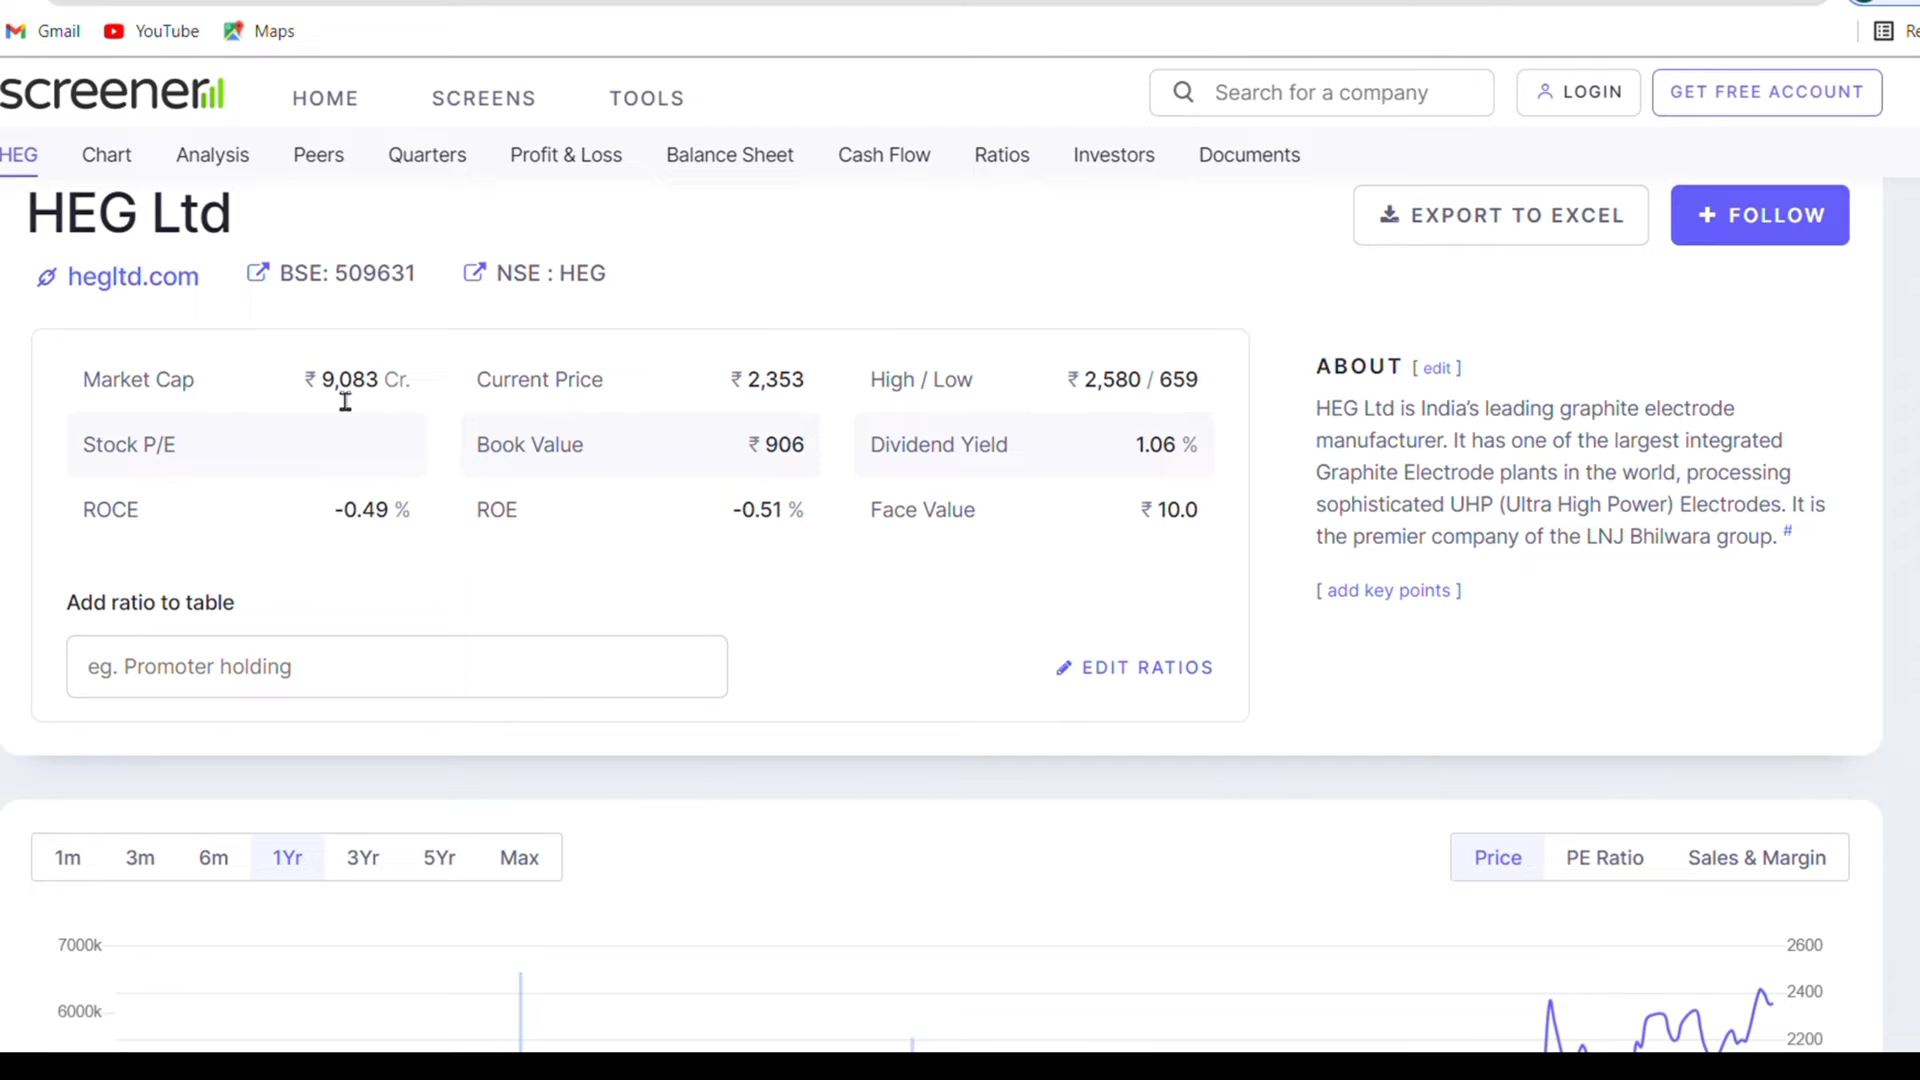 Gmail YouTube Maps
screener HOME SCREENS TOOLS Search for a company LOGIN GET FREE ACCOUNT
HEG Chart Analysis Peers Quarters Profit & Loss Balance Sheet Cash Flow Ratios Investors Documents
HEG Ltd EXPORT TO EXCEL + FOLLOW
hegltd.com BSE: 509631 NSE : HEG
Market Cap ₹ 9,083 Cr. Current Price ₹ 2,353 High / Low ₹ 2,580 / 659
Stock P/E Book Value ₹ 906 Dividend Yield 1.06 %
ROCE -0.49 % ROE -0.51 % Face Value ₹ 10.0
Add ratio to table
eg. Promoter holding
EDIT RATIOS
ABOUT [ edit ]
HEG Ltd is India's leading graphite electrode
manufacturer. It has one of the largest integrated
Graphite Electrode plants in the world, processing
sophisticated UHP (Ultra High Power) Electrodes. It is
the premier company of the LNJ Bhilwara group. #
[ add key points ]
1m 3m 6m 1Yr 3Yr 5Yr Max Price PE Ratio Sales & Margin
7000k 2600
2400
6000k
2200